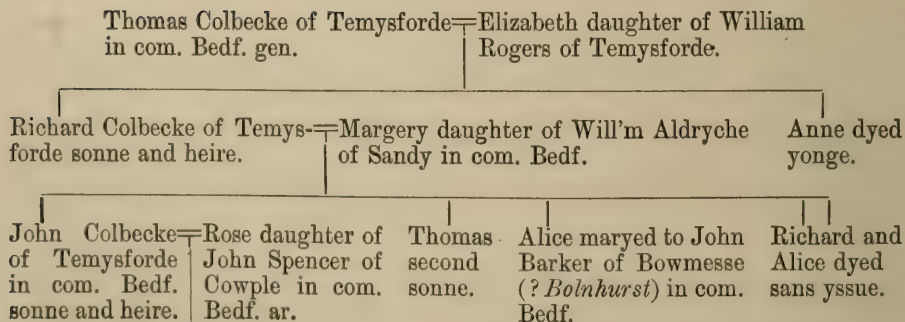 Thomas Colbecke of Temysforde
in com. Bedf. gen.
Elizabeth daughter of William
Rogers of Temysforde.
Richard Colbecke of Temys-
forde sonne and heire.
Margery daughter of Will'm Aldryche
of Sandy in com. Bedf.
Anne dyed
yonge.
John Colbecke
of Temysforde
in com. Bedf.
sonne and heire.
Rose daughter of
John Spencer of
Cowple in com.
Bedf. ar.
Thomas
second
sonne.
Alice maryed to John
Barker of Bowmesse
(? Bolnhurst) in com.
Bedf.
Richard and
Alice dyed
sans yssue.